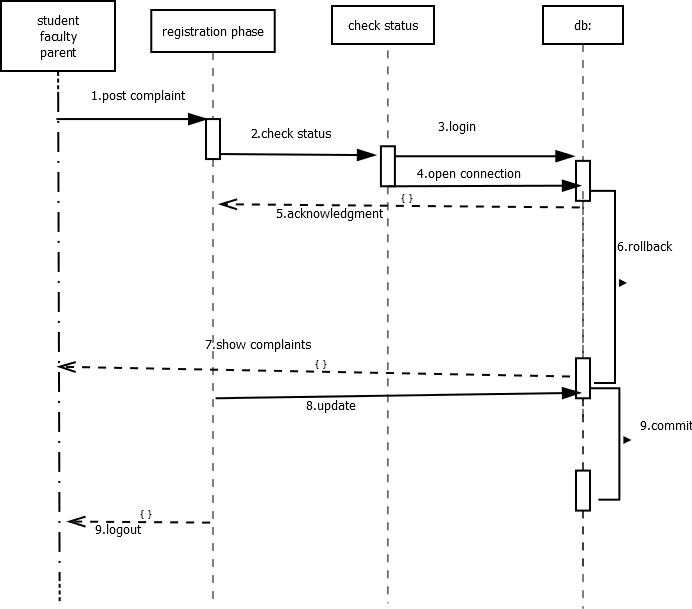 student
faculty
parent
registration phase
check status
db:
1.post complaint
2.check status
3.login
4.open connection
{ }
5.acknowledgment
6.rollback
7.show complaints
{ }
8.update
9.commit
{ }
9.logout